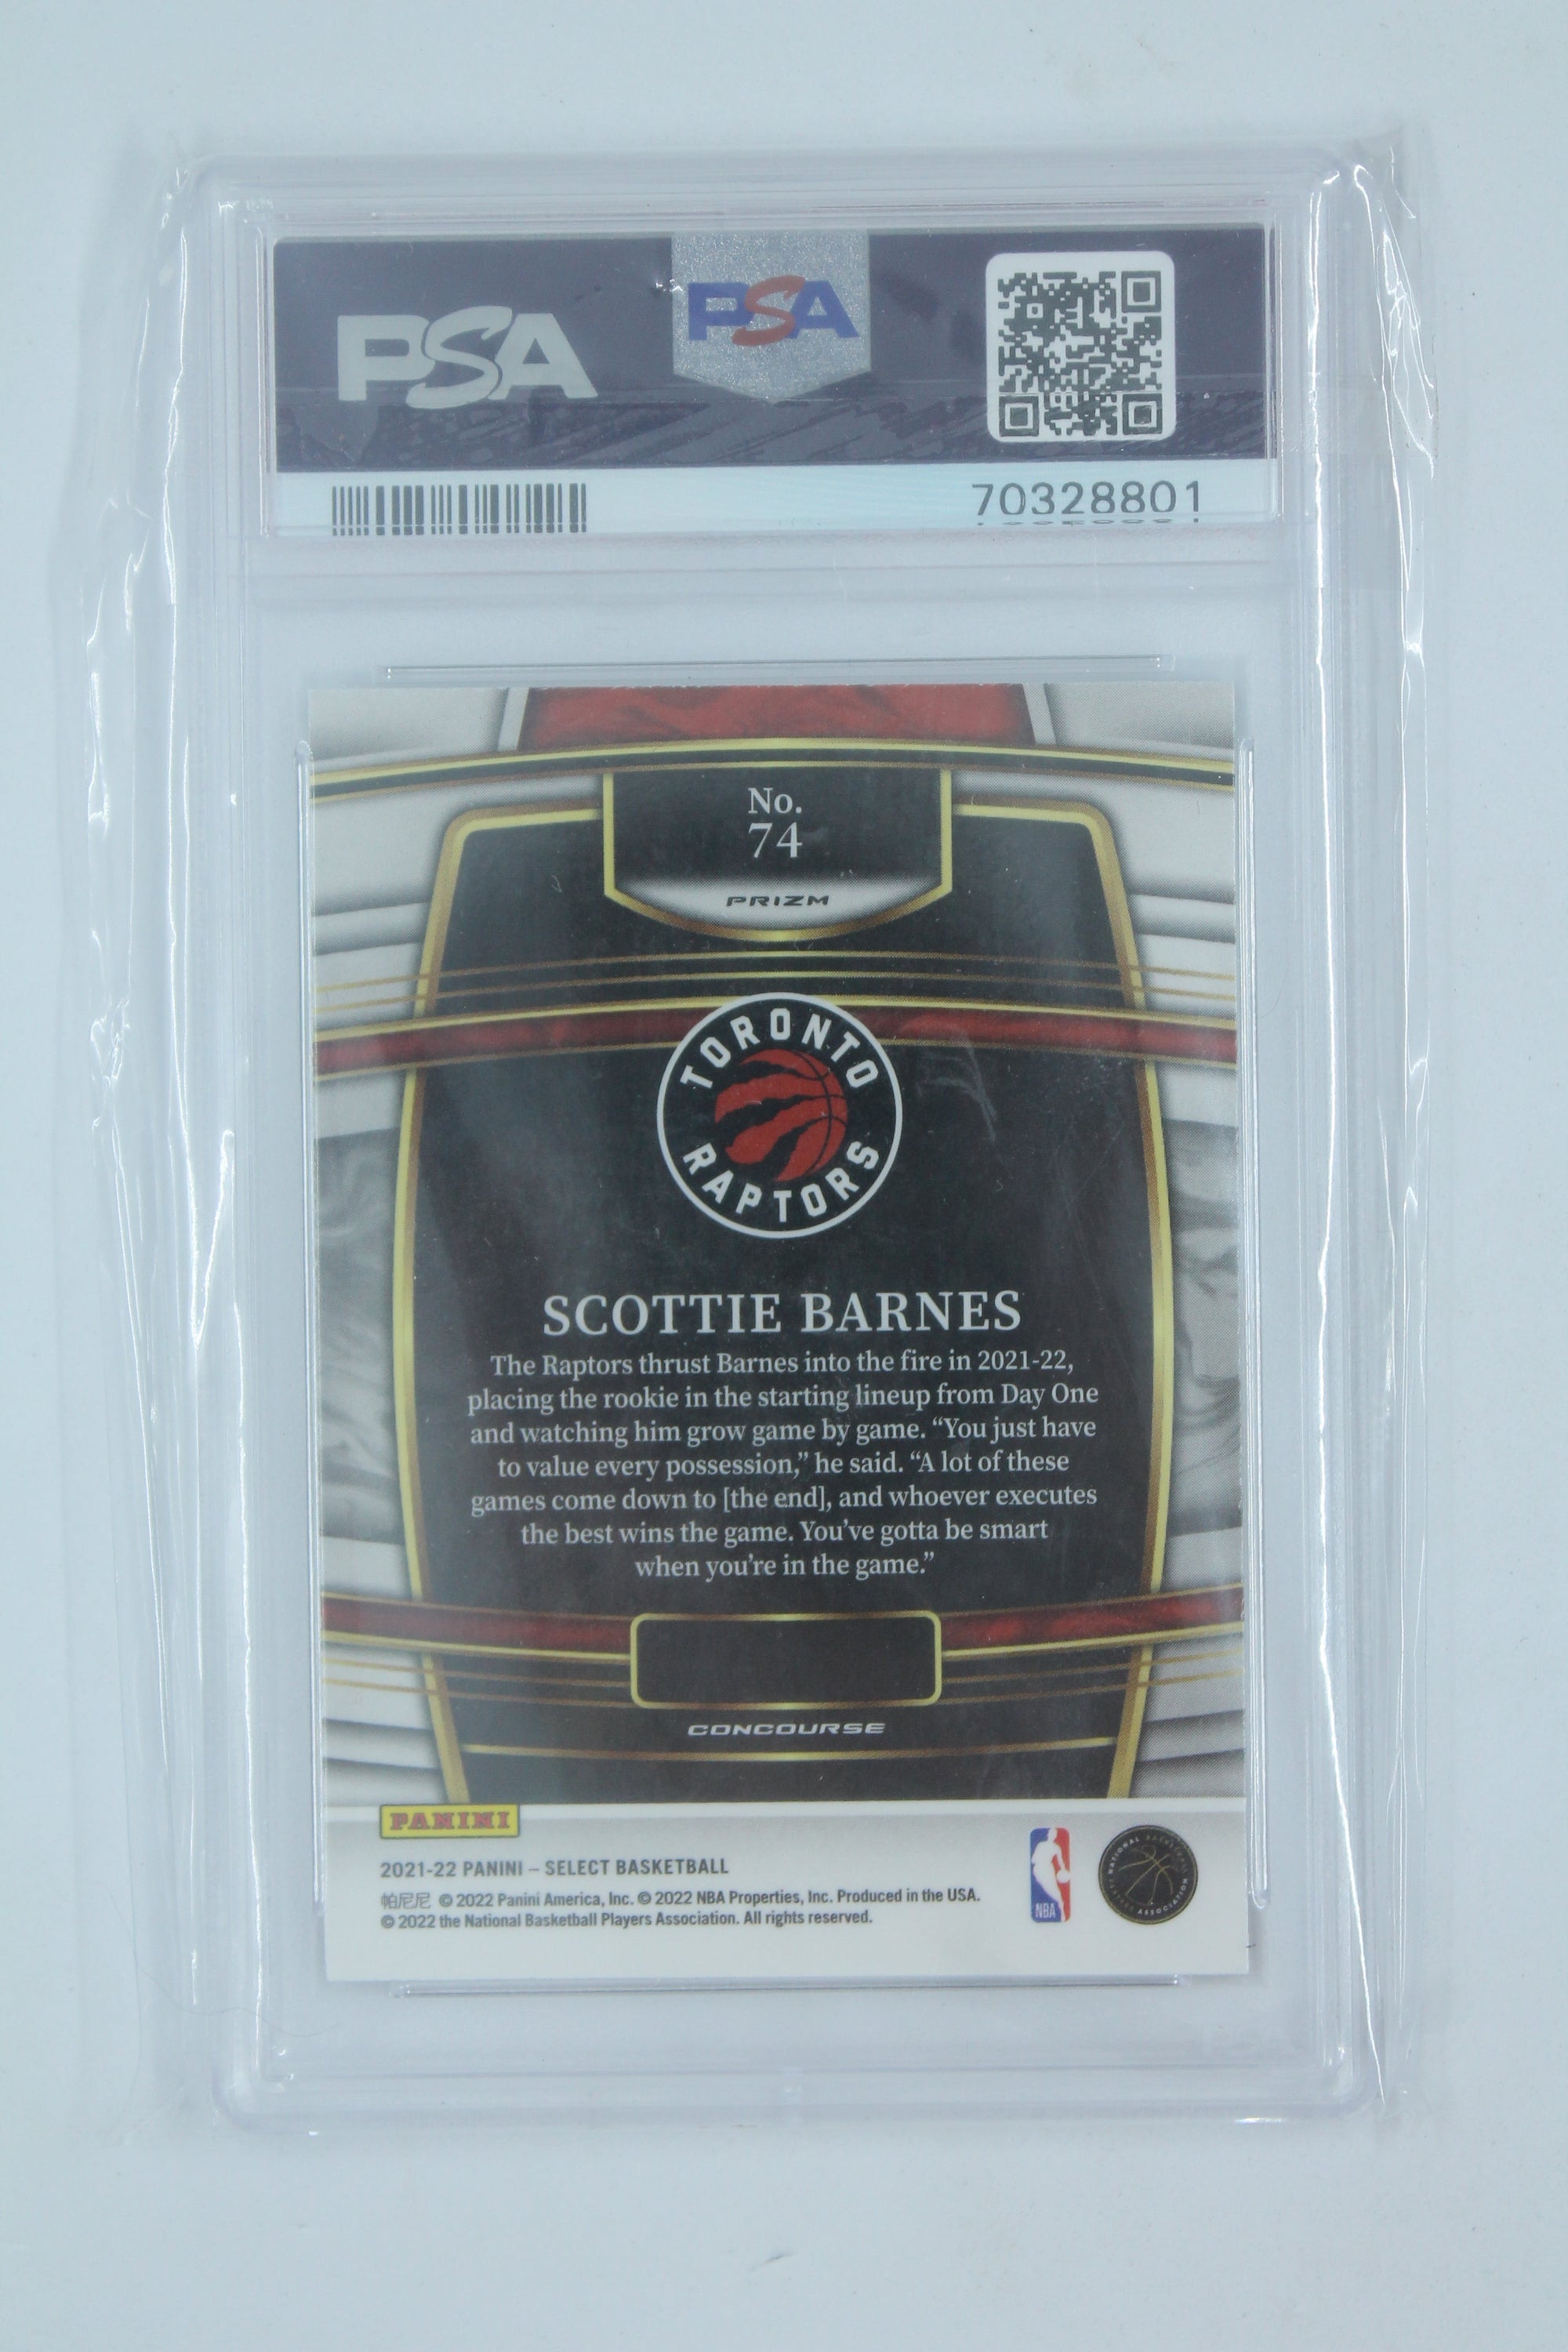 PSA
PSA
70328801
No.
74
PRIZM
TORONTO
RAPTORS
SCOTTIE BARNES
The Raptors thrust Barnes into the fire in 2021-22,
placing the rookie in the starting lineup from Day One
and watching him grow game by game. “You just have
to value every possession,” he said. “A lot of these
games come down to [the end], and whoever executes
the best wins the game. You’ve gotta be smart
when you’re in the game.”
CONCOURSE
PANINI
2021-22 PANINI – SELECT BASKETBALL
帕尼尼 © 2022 Panini America, Inc. © 2022 NBA Properties, Inc. Produced in the USA.
© 2022 the National Basketball Players Association. All rights reserved.
NBA
NATIONAL BASKETBALL
PLAYERS ASSOCIATION